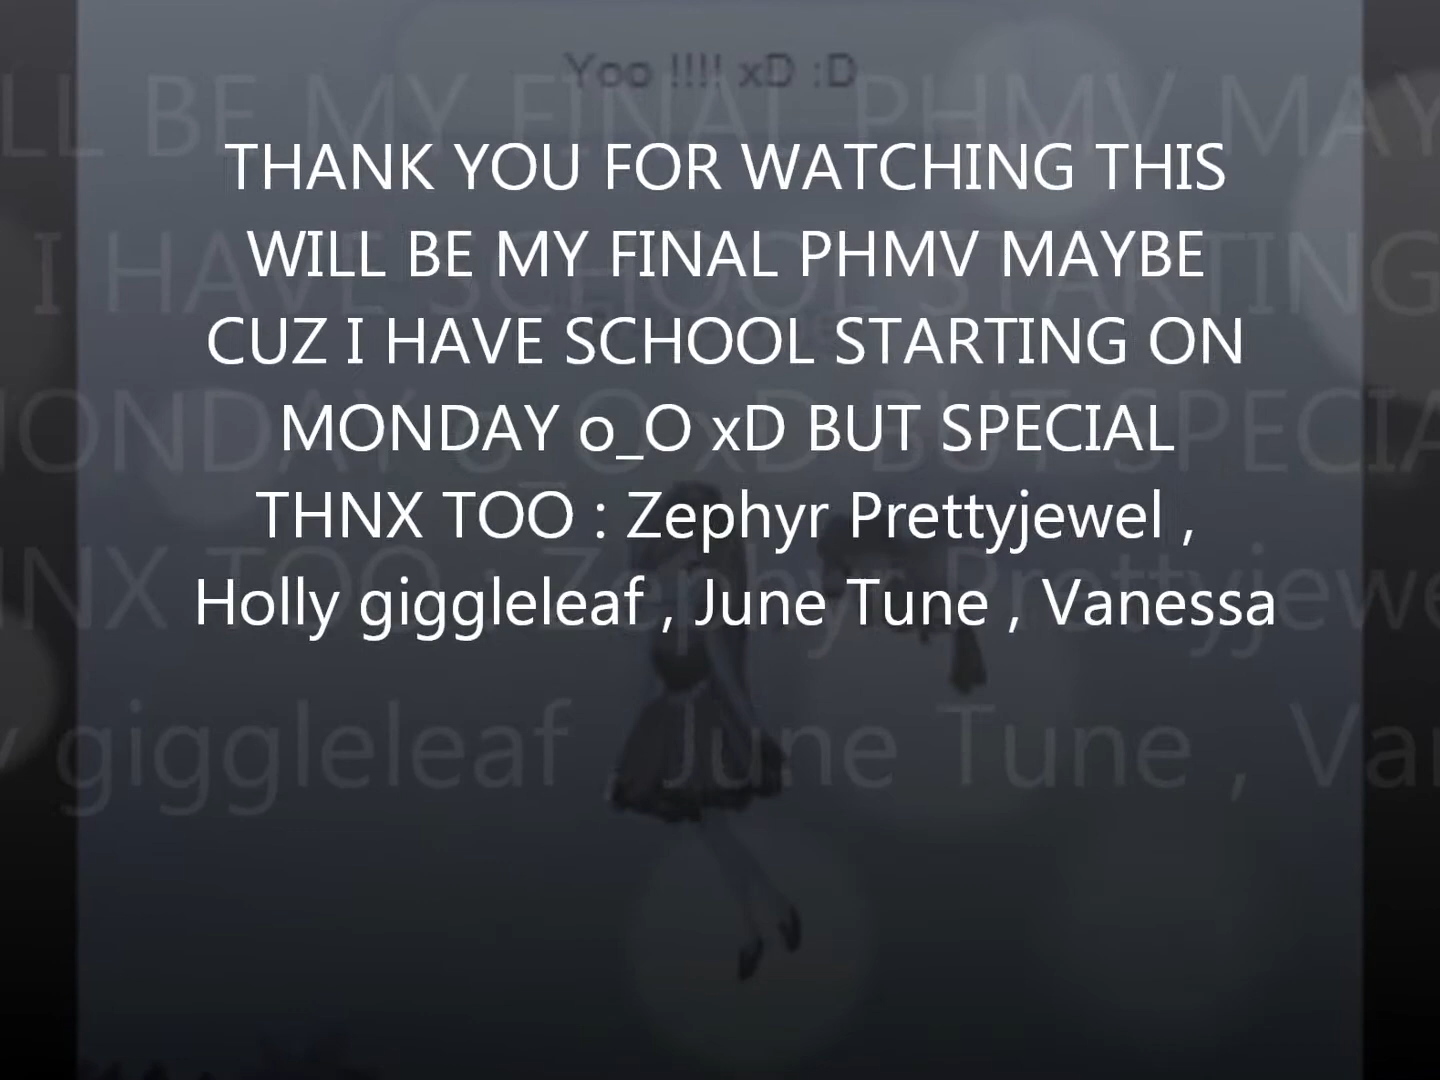 Yoo !!!! xD :D
THANK YOU FOR WATCHING THIS
WILL BE MY FINAL PHMV MAYBE
CUZ I HAVE SCHOOL STARTING ON
MONDAY o_O xD BUT SPECIAL
THNX TOO : Zephyr Prettyjewel ,
Holly giggleleaf , June Tune , Vanessa